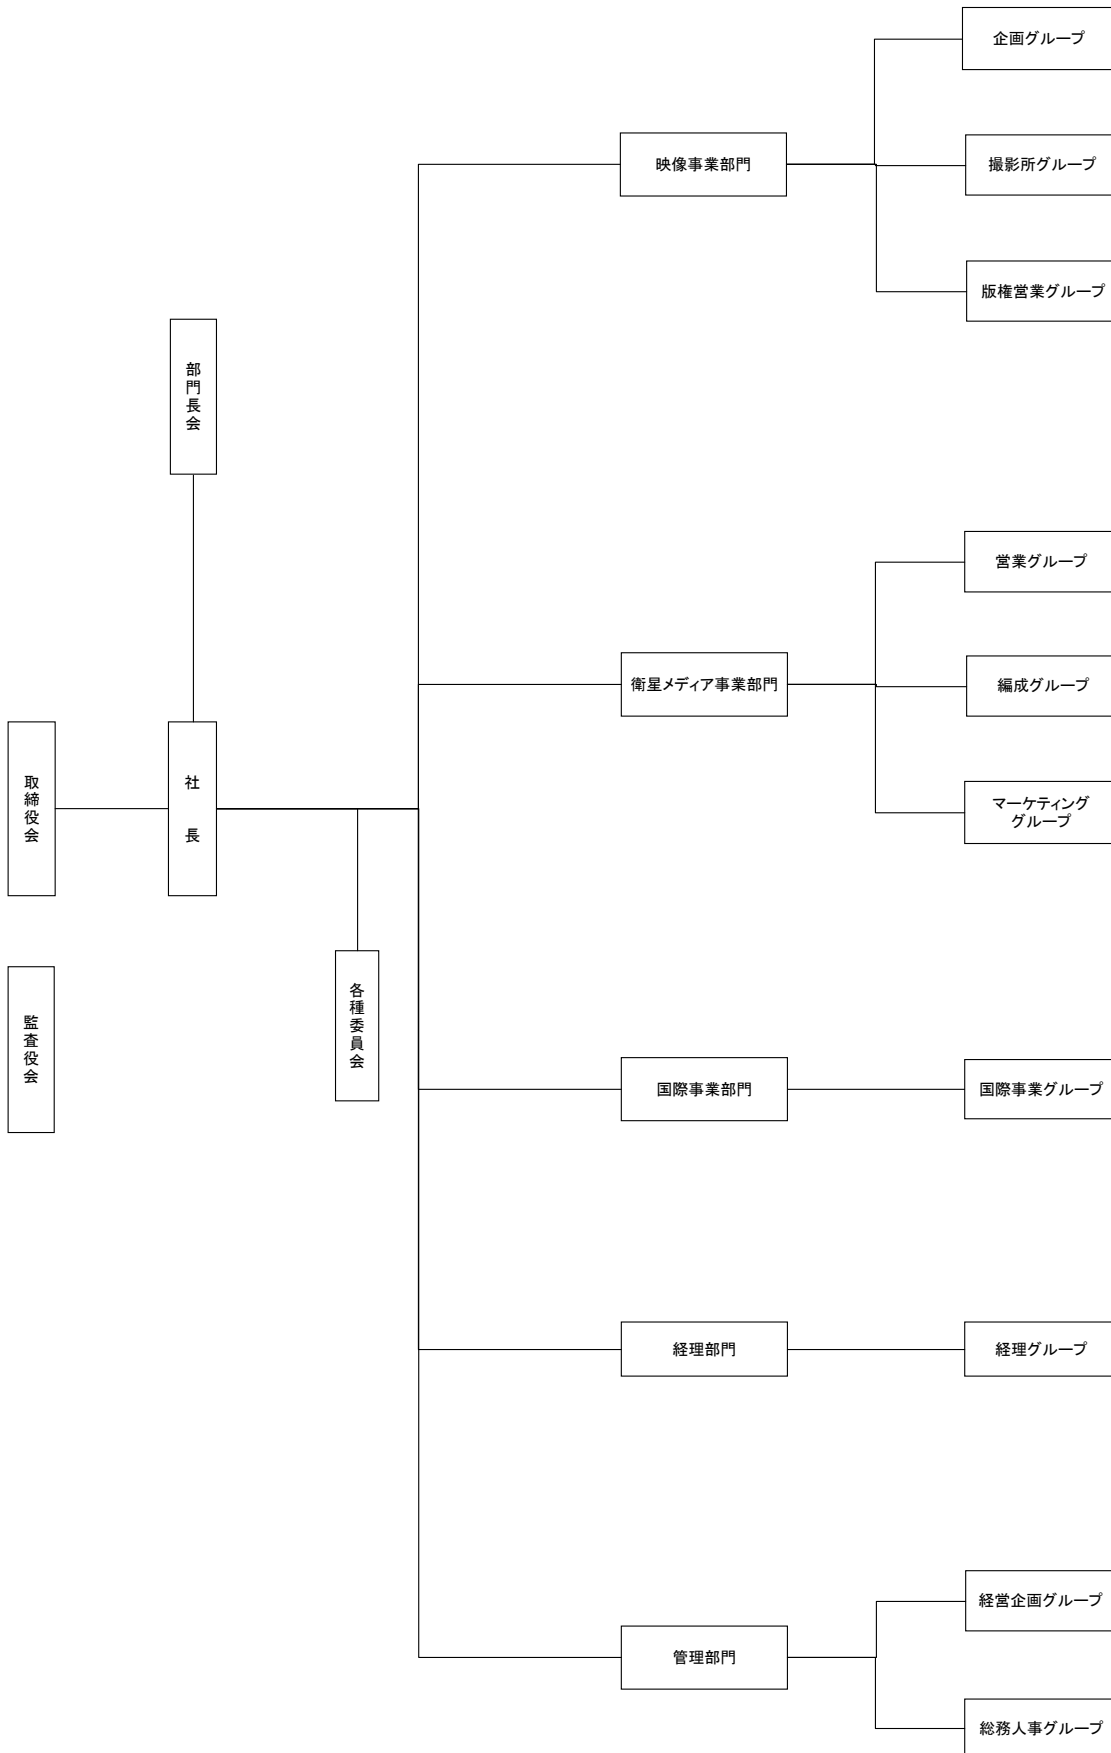 企画グループ
映像事業部門
撮影所グループ
版権営業グループ
部門長会
営業グループ
衛星メディア事業部門
編成グループ
取締役会
社長
マーケティング
グループ
監査役会
各種委員会
国際事業部門
国際事業グループ
経理部門
経理グループ
経営企画グループ
管理部門
総務人事グループ